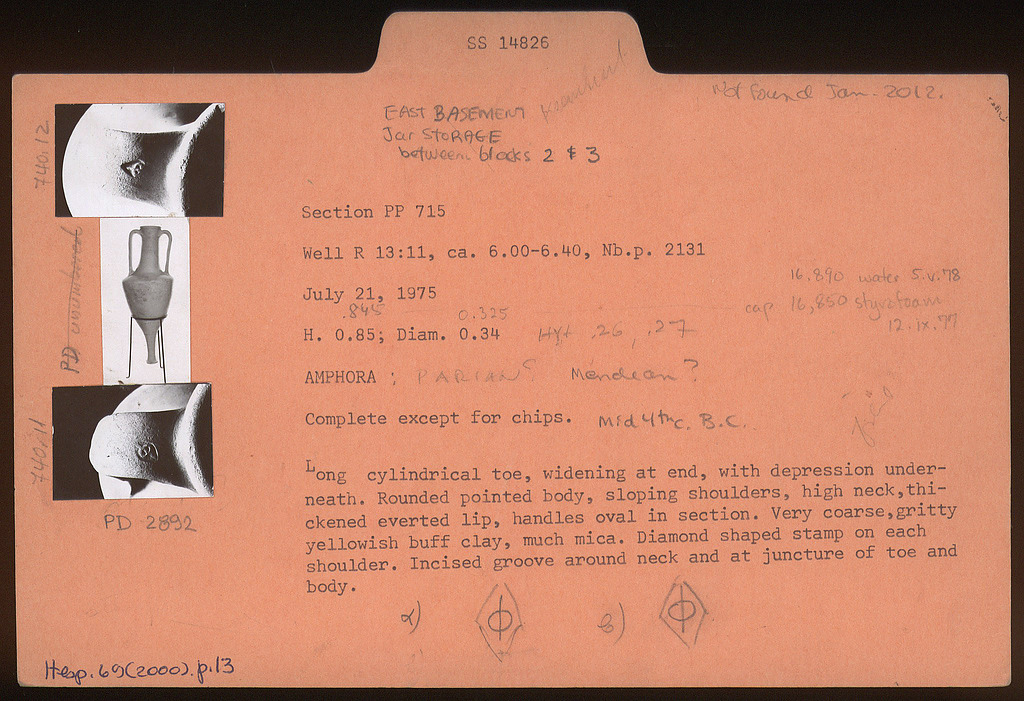 SS 14826
Not found Jan. 2012.
EAST BASEMENT
Jar STORAGE
between blocks 2 & 3
740.12
Section PP 715
Well R 13:11, ca. 6.00-6.40, Nb.p. 2131
PD unnumbered
16.890 water 5.v.78
cap 16,850 styrofoam
12.ix.77
July 21, 1975
.845 0.325
H. 0.85; Diam. 0.34 Hgt .26, .27
AMPHORA ; PARIAN? Mendean?
Complete except for chips. Mid 4th c. B.C.
740.11
Long cylindrical toe, widening at end, with depression under-
neath. Rounded pointed body, sloping shoulders, high neck,thi-
ckened everted lip, handles oval in section. Very coarse,gritty
yellowish buff clay, much mica. Diamond shaped stamp on each
shoulder. Incised groove around neck and at juncture of toe and
body.
PD 2892
a) Φ b) Φ
Hesp. 69(2000). p.13